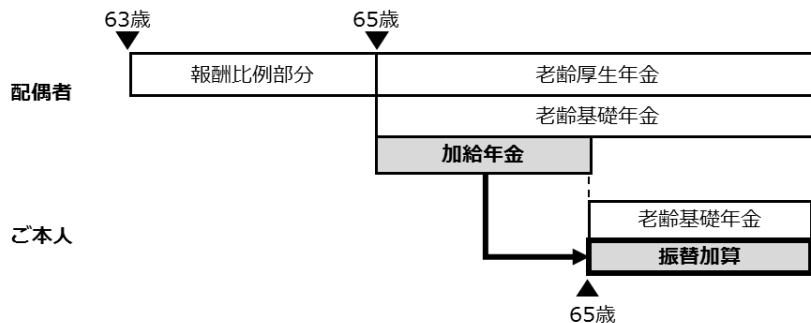 63歳 65歳
報酬比例部分 老齢厚生年金
配偶者
老齢基礎年金
加給年金
老齢基礎年金
ご本人
振替加算
65歳